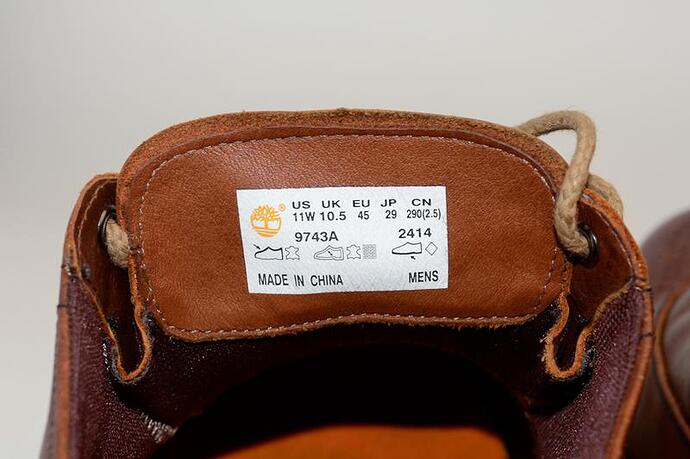 US UK EU JP CN
11W 10.5 45 29 290(2.5)
9743A 2414
MADE IN CHINA MENS